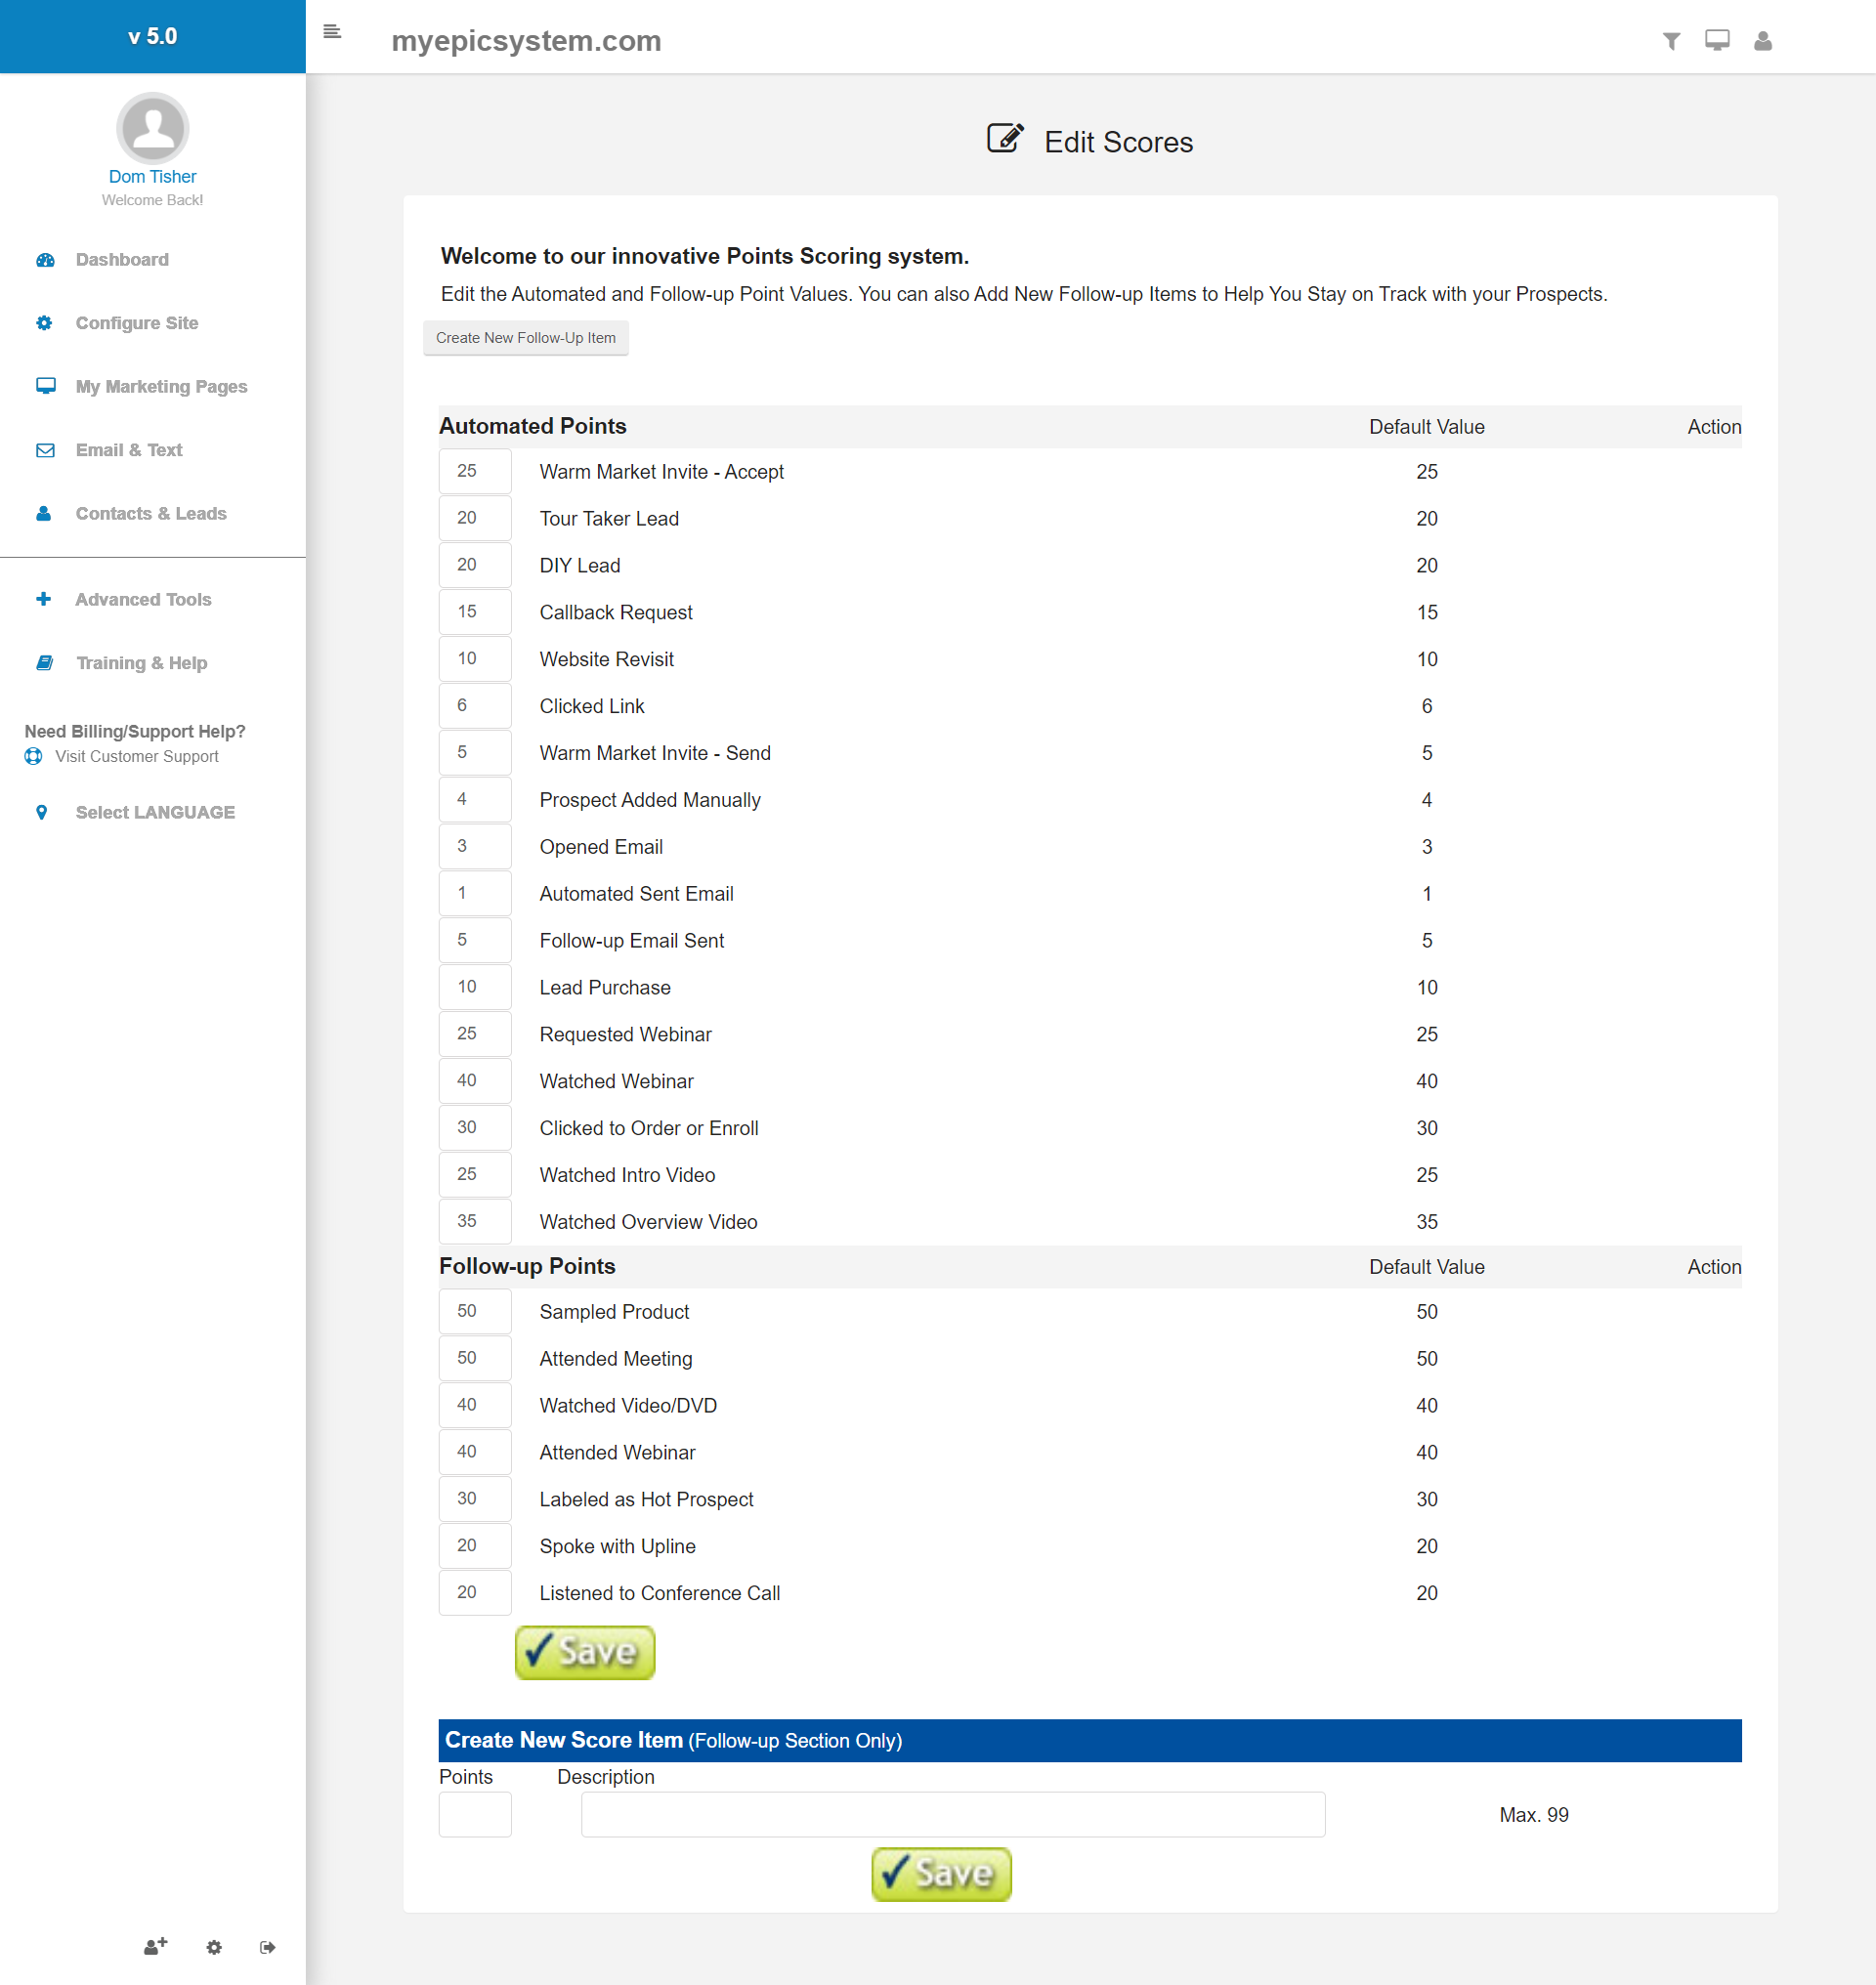 v 5.0
myepicsystem.com
Dom Tisher
Welcome Back!
Dashboard
Configure Site
My Marketing Pages
Email & Text
Contacts & Leads
Advanced Tools
Training & Help
Need Billing/Support Help?
Visit Customer Support
Select LANGUAGE
Edit Scores
Welcome to our innovative Points Scoring system.
Edit the Automated and Follow-up Point Values. You can also Add New Follow-up Items to Help You Stay on Track with your Prospects.
Create New Follow-Up Item
Automated Points Default Value Action
25 Warm Market Invite - Accept 25
20 Tour Taker Lead 20
20 DIY Lead 20
15 Callback Request 15
10 Website Revisit 10
6 Clicked Link 6
5 Warm Market Invite - Send 5
4 Prospect Added Manually 4
3 Opened Email 3
1 Automated Sent Email 1
5 Follow-up Email Sent 5
10 Lead Purchase 10
25 Requested Webinar 25
40 Watched Webinar 40
30 Clicked to Order or Enroll 30
25 Watched Intro Video 25
35 Watched Overview Video 35
Follow-up Points Default Value Action
50 Sampled Product 50
50 Attended Meeting 50
40 Watched Video/DVD 40
40 Attended Webinar 40
30 Labeled as Hot Prospect 30
20 Spoke with Upline 20
20 Listened to Conference Call 20
Save
Create New Score Item (Follow-up Section Only)
Points Description
Max. 99
Save